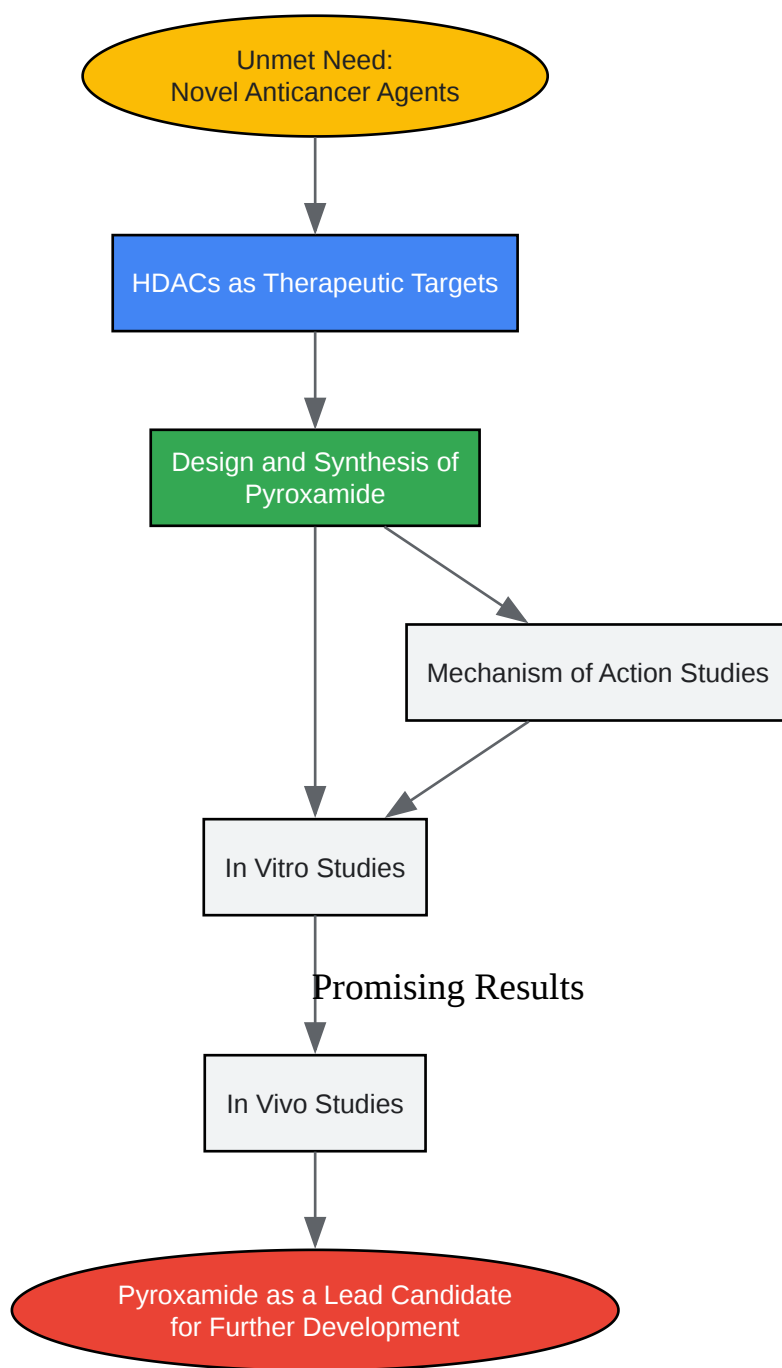 Unmet Need:
Novel Anticancer Agents
HDACs as Therapeutic Targets
Design and Synthesis of
Pyroxamide
Mechanism of Action Studies
In Vitro Studies
Promising Results
In Vivo Studies
Pyroxamide as a Lead Candidate
for Further Development